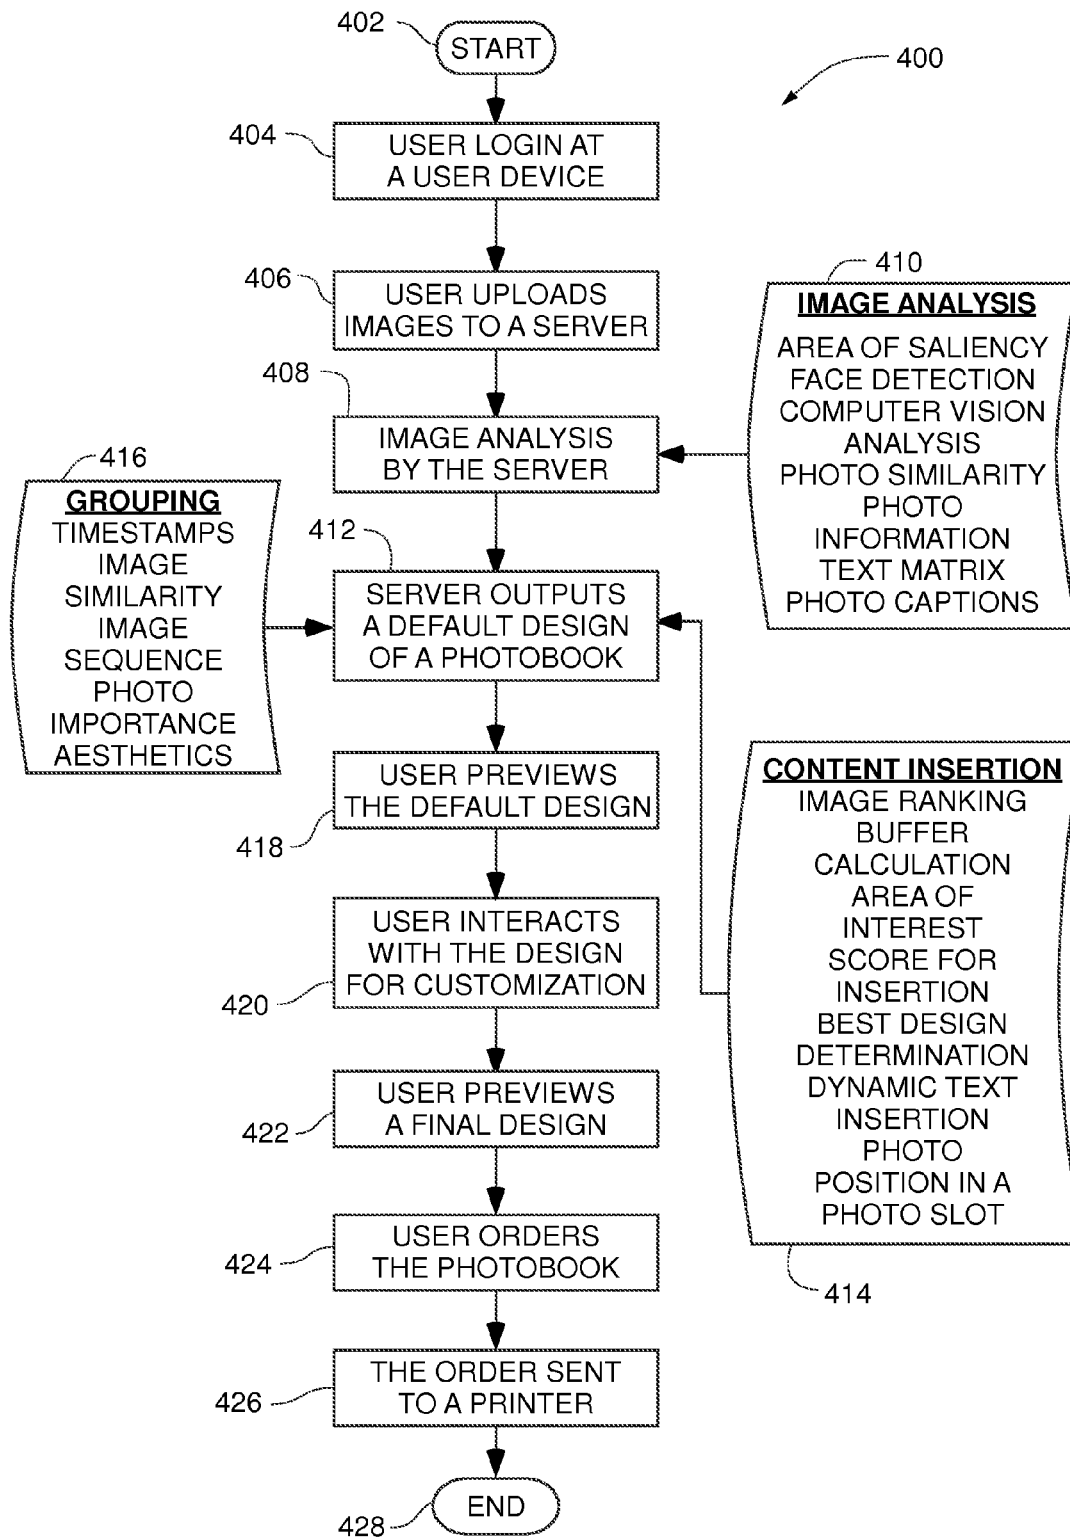 402
START
400
404
USER LOGIN AT
A USER DEVICE
406
USER UPLOADS
IMAGES TO A SERVER
408
IMAGE ANALYSIS
BY THE SERVER
410
IMAGE ANALYSIS
AREA OF SALIENCY
FACE DETECTION
COMPUTER VISION
ANALYSIS
PHOTO SIMILARITY
PHOTO
INFORMATION
TEXT MATRIX
PHOTO CAPTIONS
416
GROUPING
TIMESTAMPS
IMAGE
SIMILARITY
IMAGE
SEQUENCE
PHOTO
IMPORTANCE
AESTHETICS
412
SERVER OUTPUTS
A DEFAULT DESIGN
OF A PHOTOBOOK
CONTENT INSERTION
IMAGE RANKING
BUFFER
CALCULATION
AREA OF
INTEREST
SCORE FOR
INSERTION
BEST DESIGN
DETERMINATION
DYNAMIC TEXT
INSERTION
PHOTO
POSITION IN A
PHOTO SLOT
414
USER PREVIEWS
THE DEFAULT DESIGN
418
USER INTERACTS
WITH THE DESIGN
FOR CUSTOMIZATION
420
USER PREVIEWS
A FINAL DESIGN
422
USER ORDERS
THE PHOTOBOOK
424
THE ORDER SENT
TO A PRINTER
426
END
428